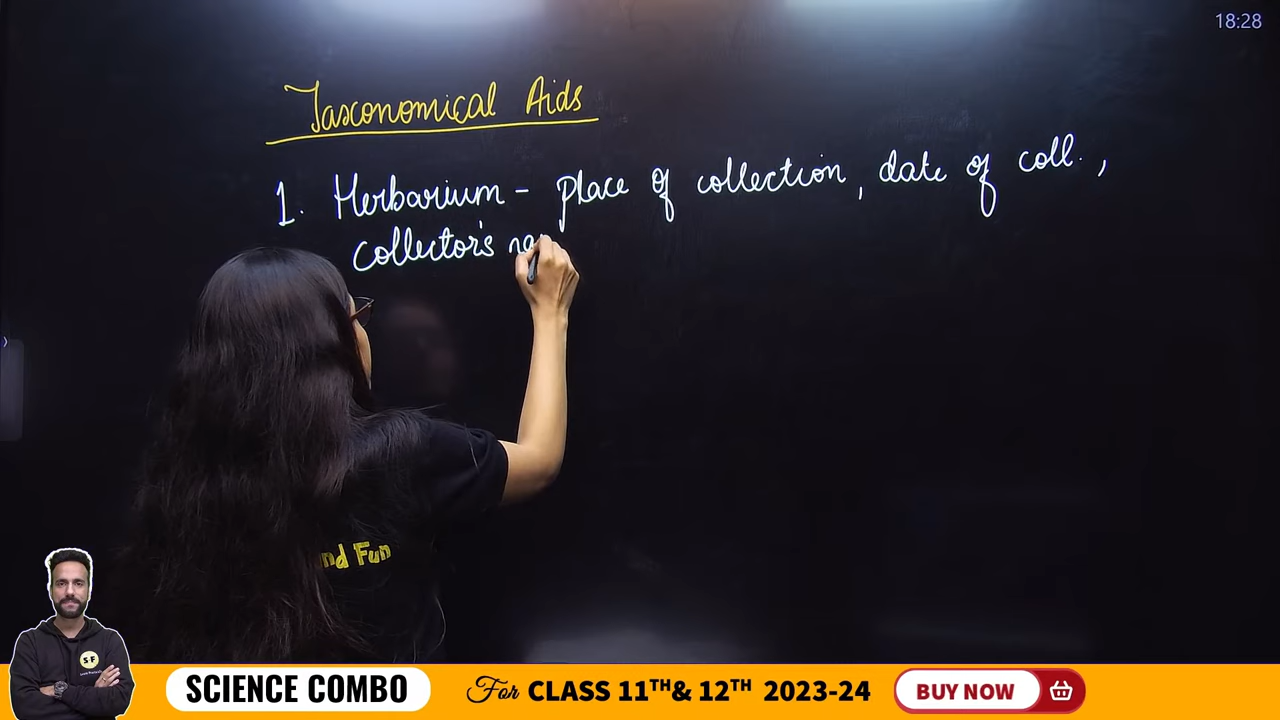 18:28
Taxonomical Aids
1. Herbarium - place of collection, date of coll.,
collector's
nd Fun
SF
SCIENCE COMBO
For CLASS 11TH & 12TH 2023-24
BUY NOW